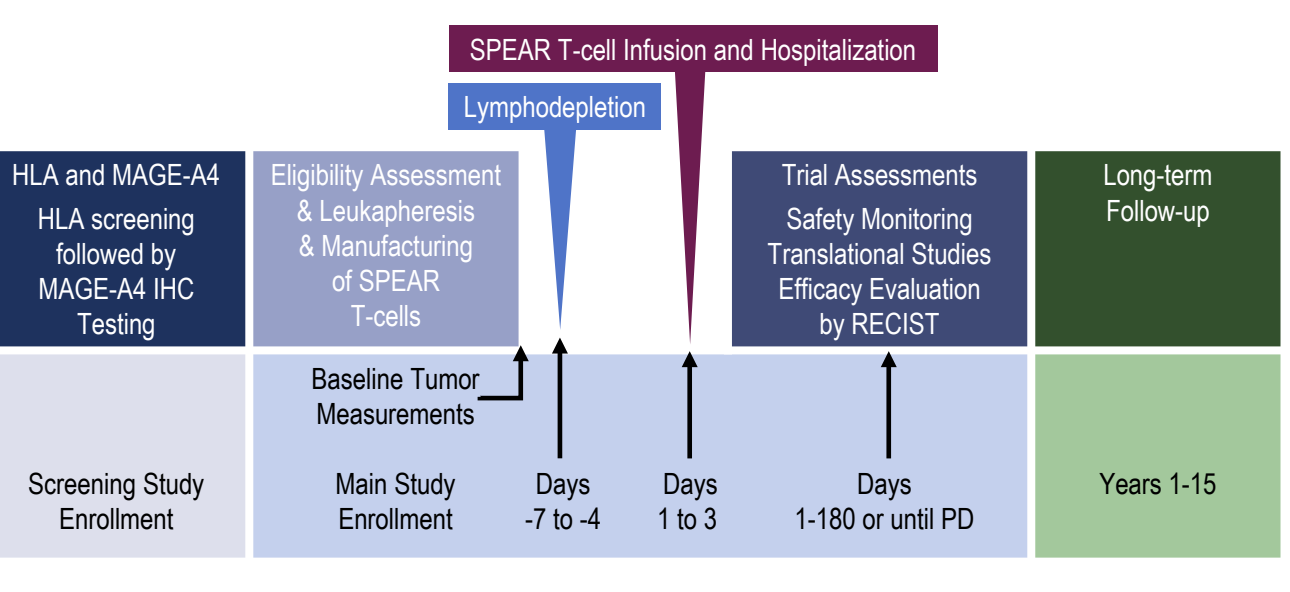 SPEAR T-cell Infusion and Hospitalization
Lymphodepletion
HLA and MAGE-A4
HLA screening
followed by
MAGE-A4 IHC
Testing
Eligibility Assessment
& Leukapheresis
& Manufacturing
of SPEAR
T-cells
Trial Assessments
Safety Monitoring
Translational Studies
Efficacy Evaluation
by RECIST
Long-term
Follow-up
Baseline Tumor
Measurements
Screening Study
Enrollment
Main Study
Enrollment
Days
-7 to -4
Days
1 to 3
Days
1-180 or until PD
Years 1-15